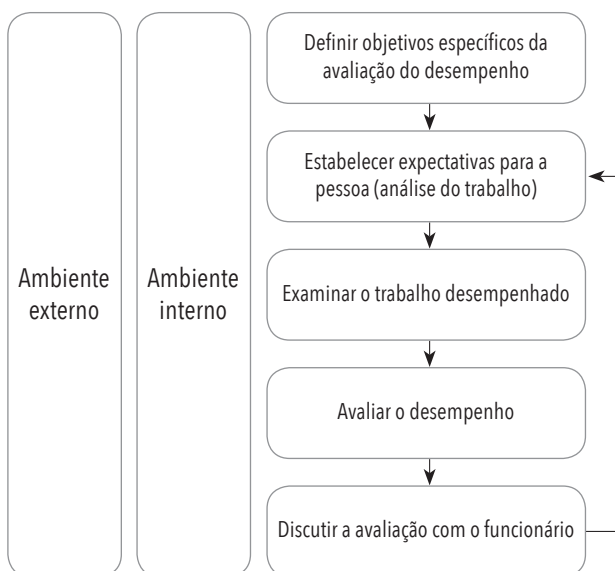 Ambiente
externo
Ambiente
interno
Definir objetivos específicos da
avaliação do desempenho
Estabelecer expectativas para a
pessoa (análise do trabalho)
Examinar o trabalho desempenhado
Avaliar o desempenho
Discutir a avaliação com o funcionário